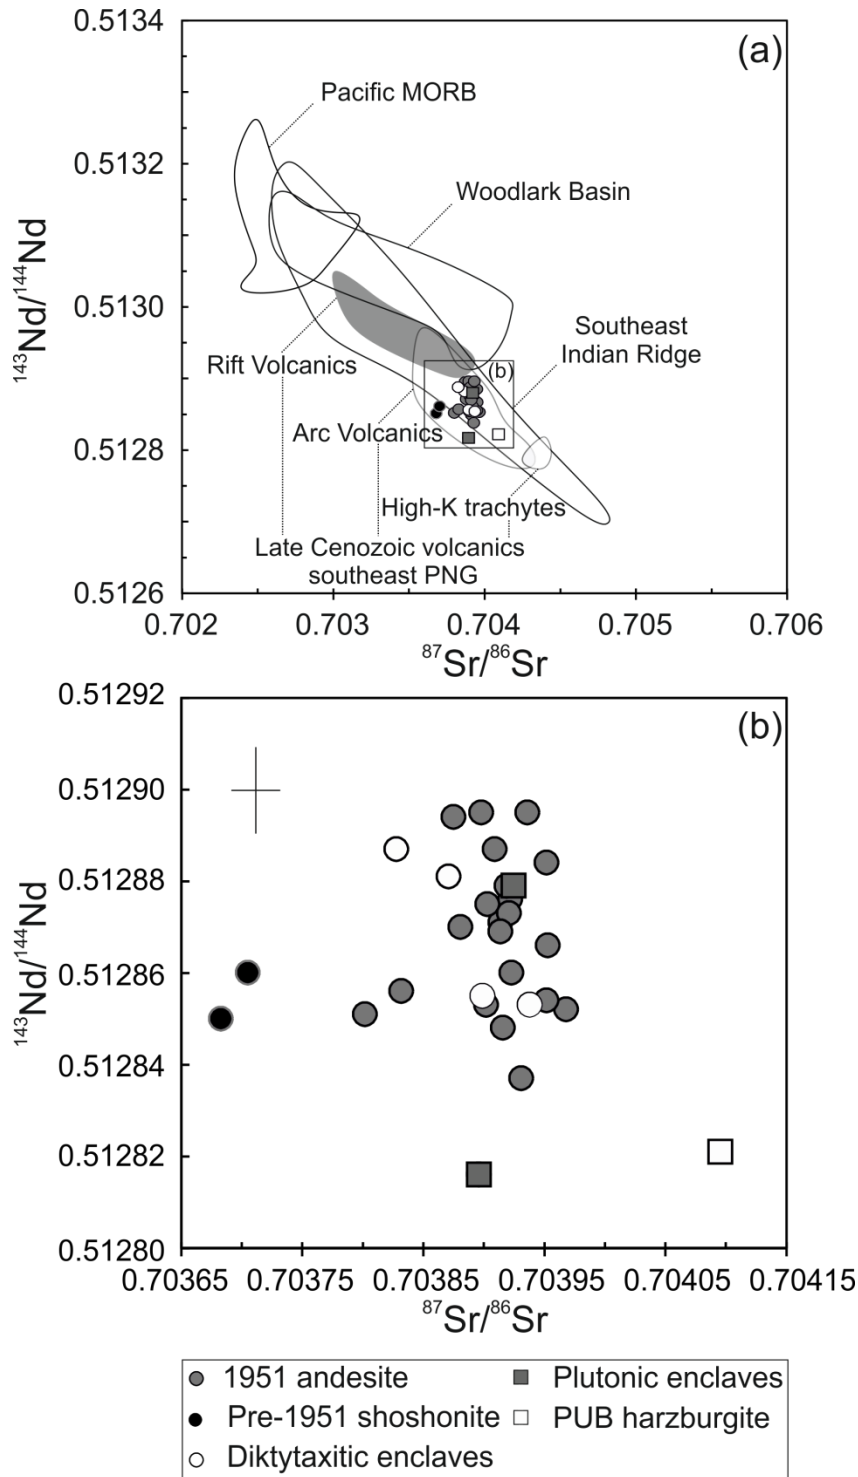 (a)
0.5134
0.5132
0.5130
0.5128
0.5126
¹⁴³Nd/¹⁴⁴Nd
Pacific MORB
Woodlark Basin
Southeast
Indian Ridge
Rift Volcanics
(b)
Arc Volcanics
High-K trachytes
Late Cenozoic volcanics
southeast PNG
0.702 0.703 0.704 0.705 0.706
⁸⁷Sr/⁸⁶Sr
(b)
0.51292
0.51290
0.51288
0.51286
0.51284
0.51282
0.51280
¹⁴³Nd/¹⁴⁴Nd
0.70365 0.70375 0.70385 0.70395 0.70405 0.70415
⁸⁷Sr/⁸⁶Sr
1951 andesite Plutonic enclaves
Pre-1951 shoshonite PUB harzburgite
Diktytaxitic enclaves